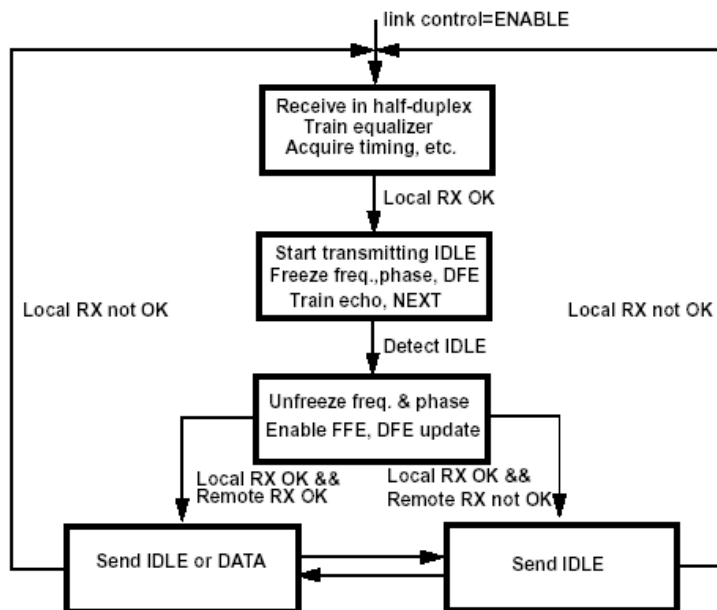 link control=ENABLE
Receive in half-duplex
Train equalizer
Acquire timing, etc.
Local RX OK
Start transmitting IDLE
Freeze freq.,phase, DFE
Train echo, NEXT
Local RX not OK
Local RX not OK
Detect IDLE
Unfreeze freq. & phase
Enable FFE, DFE update
Local RX OK &&
Remote RX OK
Local RX OK &&
Remote RX not OK
Send IDLE or DATA
Send IDLE